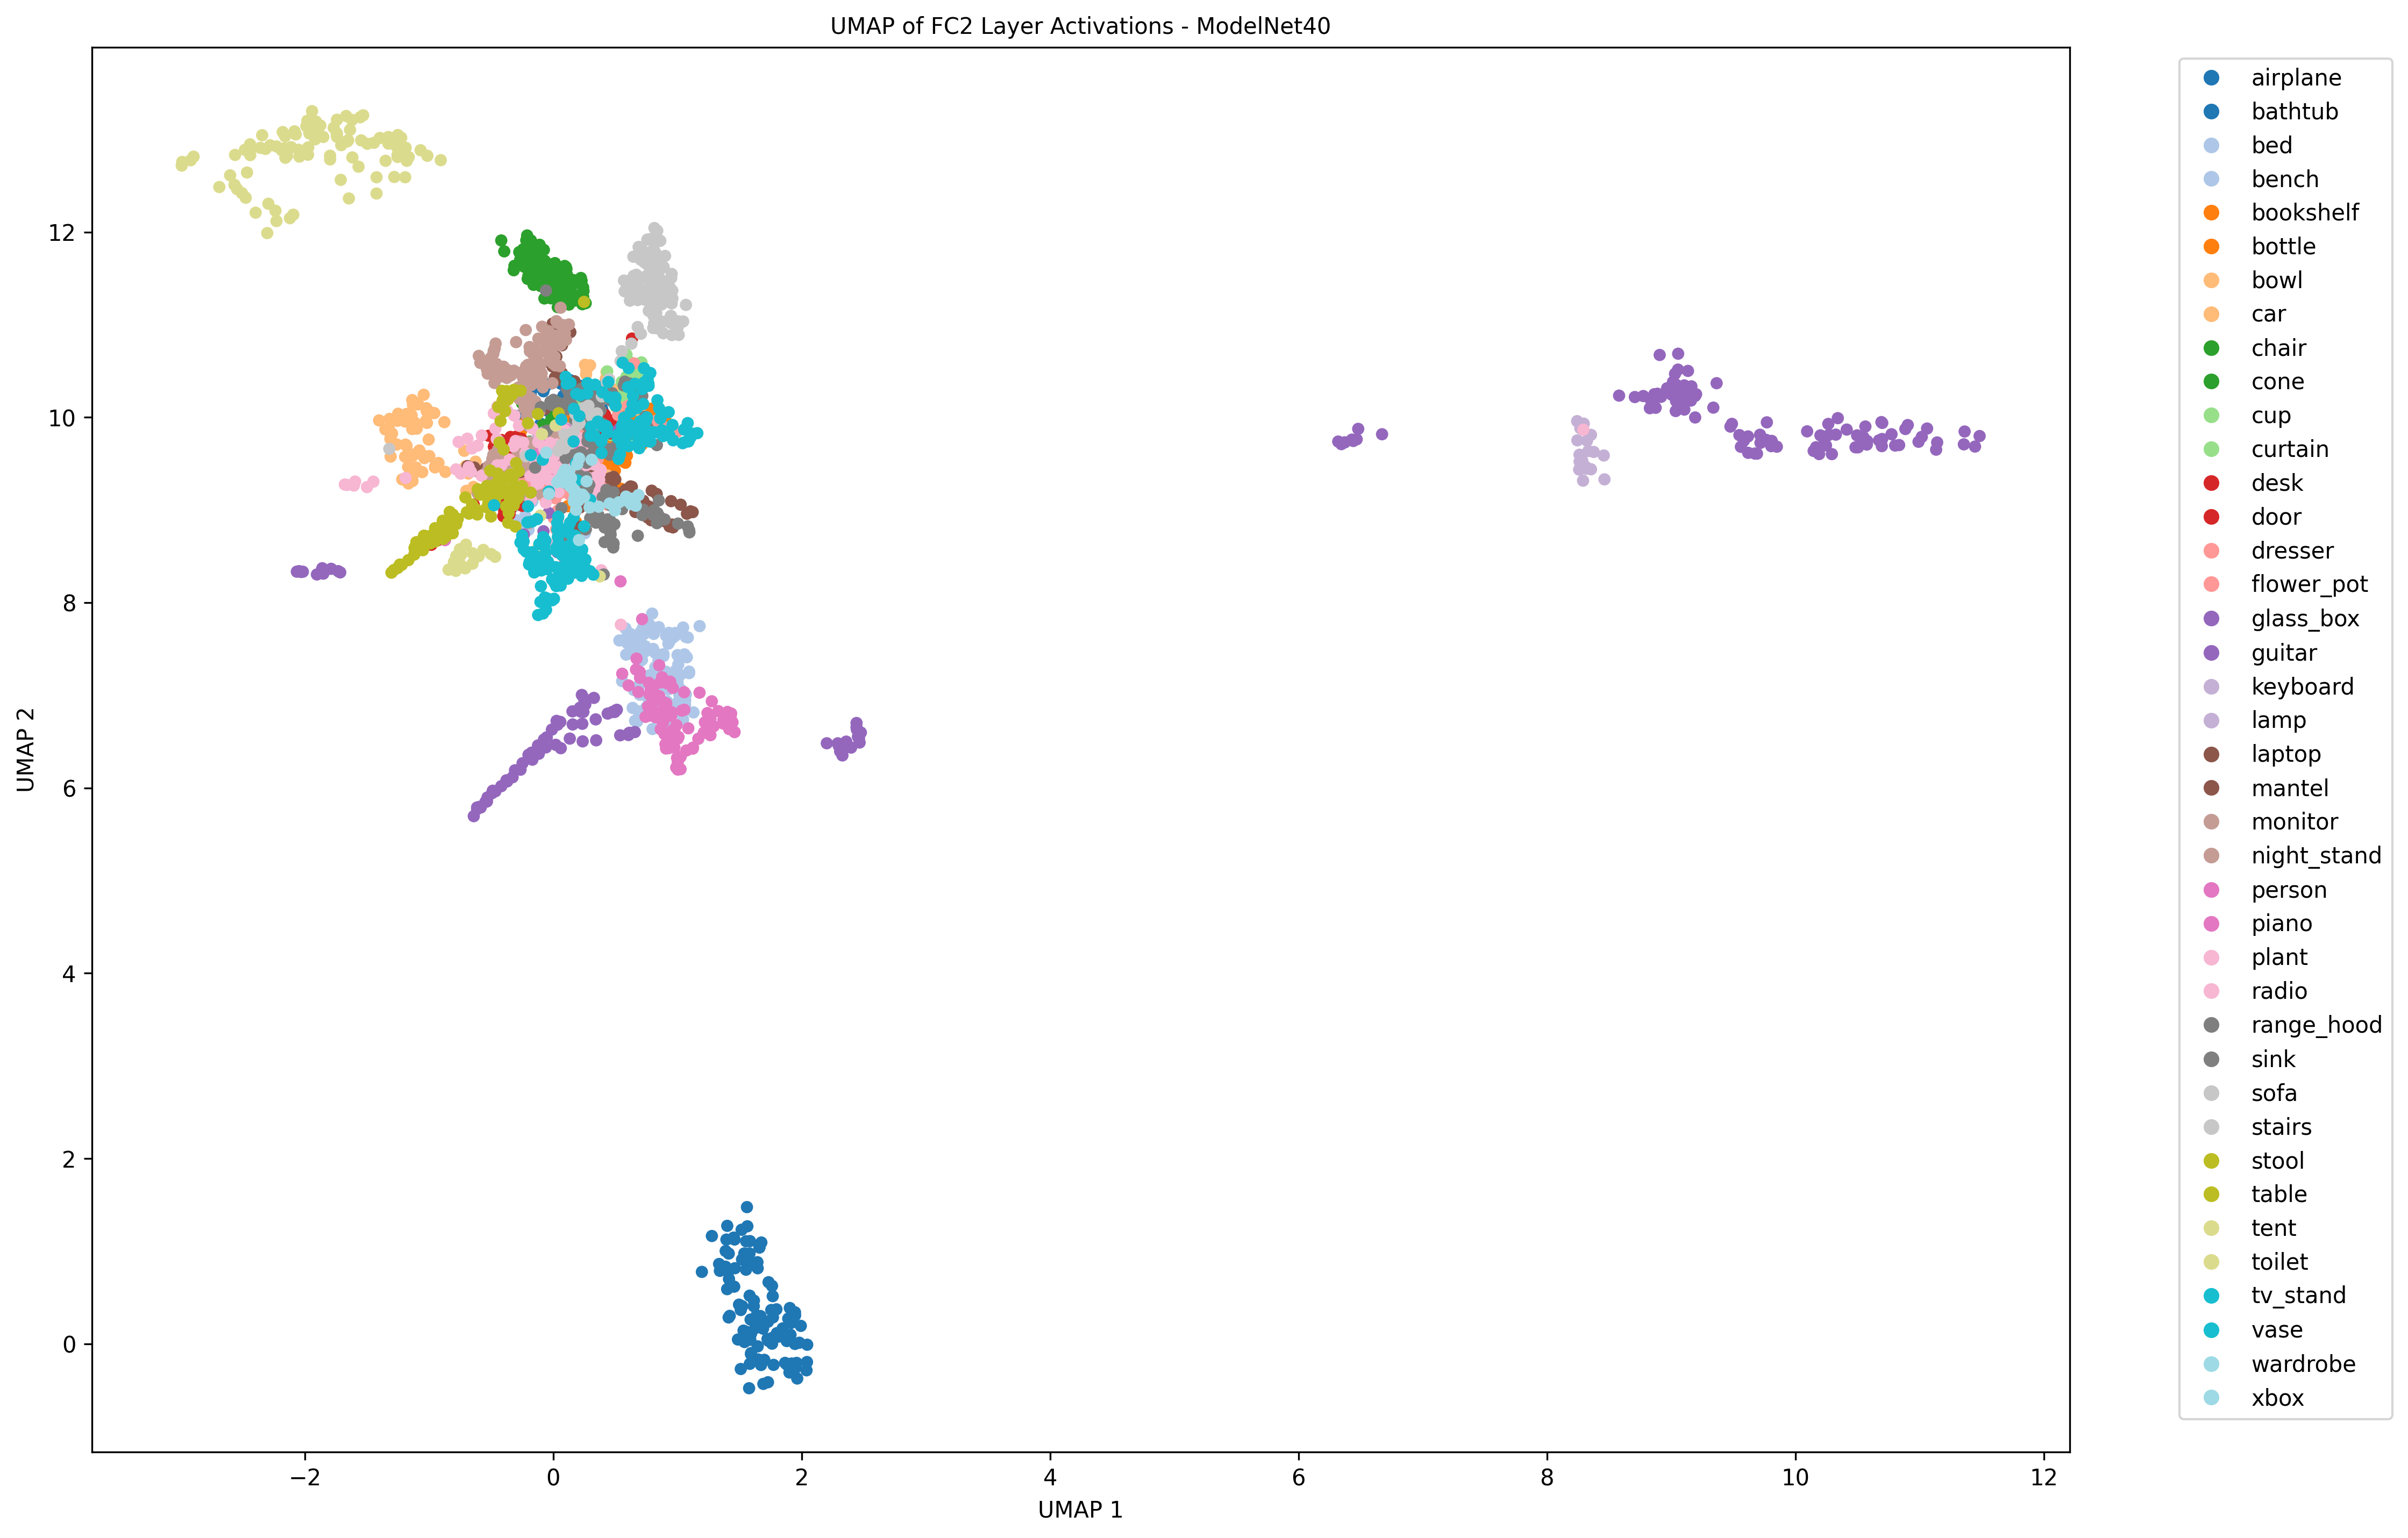 UMAP of FC2 Layer Activations - ModelNet40
12
10
8
6
4
2
0
UMAP 2
−2
0
2
4
6
8
10
12
UMAP 1
airplane
bathtub
bed
bench
bookshelf
bottle
bowl
car
chair
cone
cup
curtain
desk
door
dresser
flower_pot
glass_box
guitar
keyboard
lamp
laptop
mantel
monitor
night_stand
person
piano
plant
radio
range_hood
sink
sofa
stairs
stool
table
tent
toilet
tv_stand
vase
wardrobe
xbox